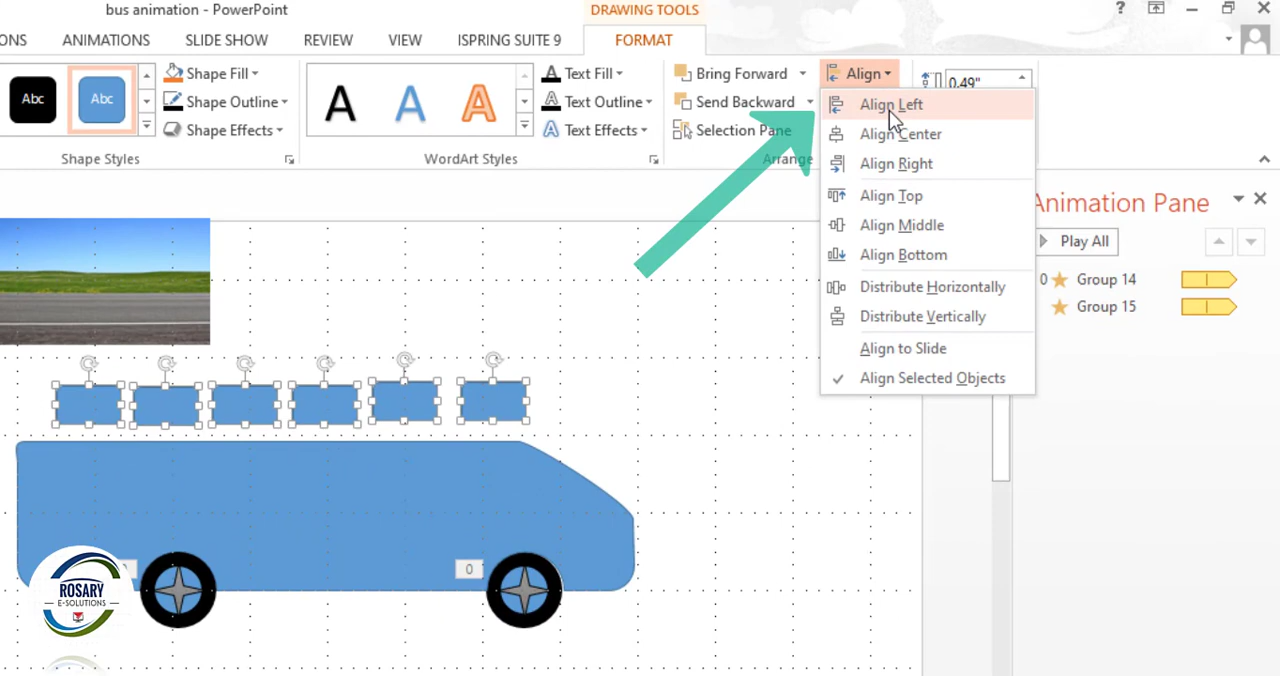 bus animation - PowerPoint
DRAWING TOOLS
?
ONS ANIMATIONS SLIDE SHOW REVIEW VIEW ISPRING SUITE 9 FORMAT
Abc Abc
Shape Fill
Shape Outline
Shape Effects
Shape Styles
A A A
Text Fill
Text Outline
Text Effects
WordArt Styles
Bring Forward
Send Backward
Selection Pane
Arrange
Align
0.49"
Align Left
Align Center
Align Right
Align Top
Align Middle
Align Bottom
Distribute Horizontally
Distribute Vertically
Align to Slide
Align Selected Objects
Animation Pane
Play All
0 Group 14
Group 15
0
ROSARY
E-SOLUTIONS